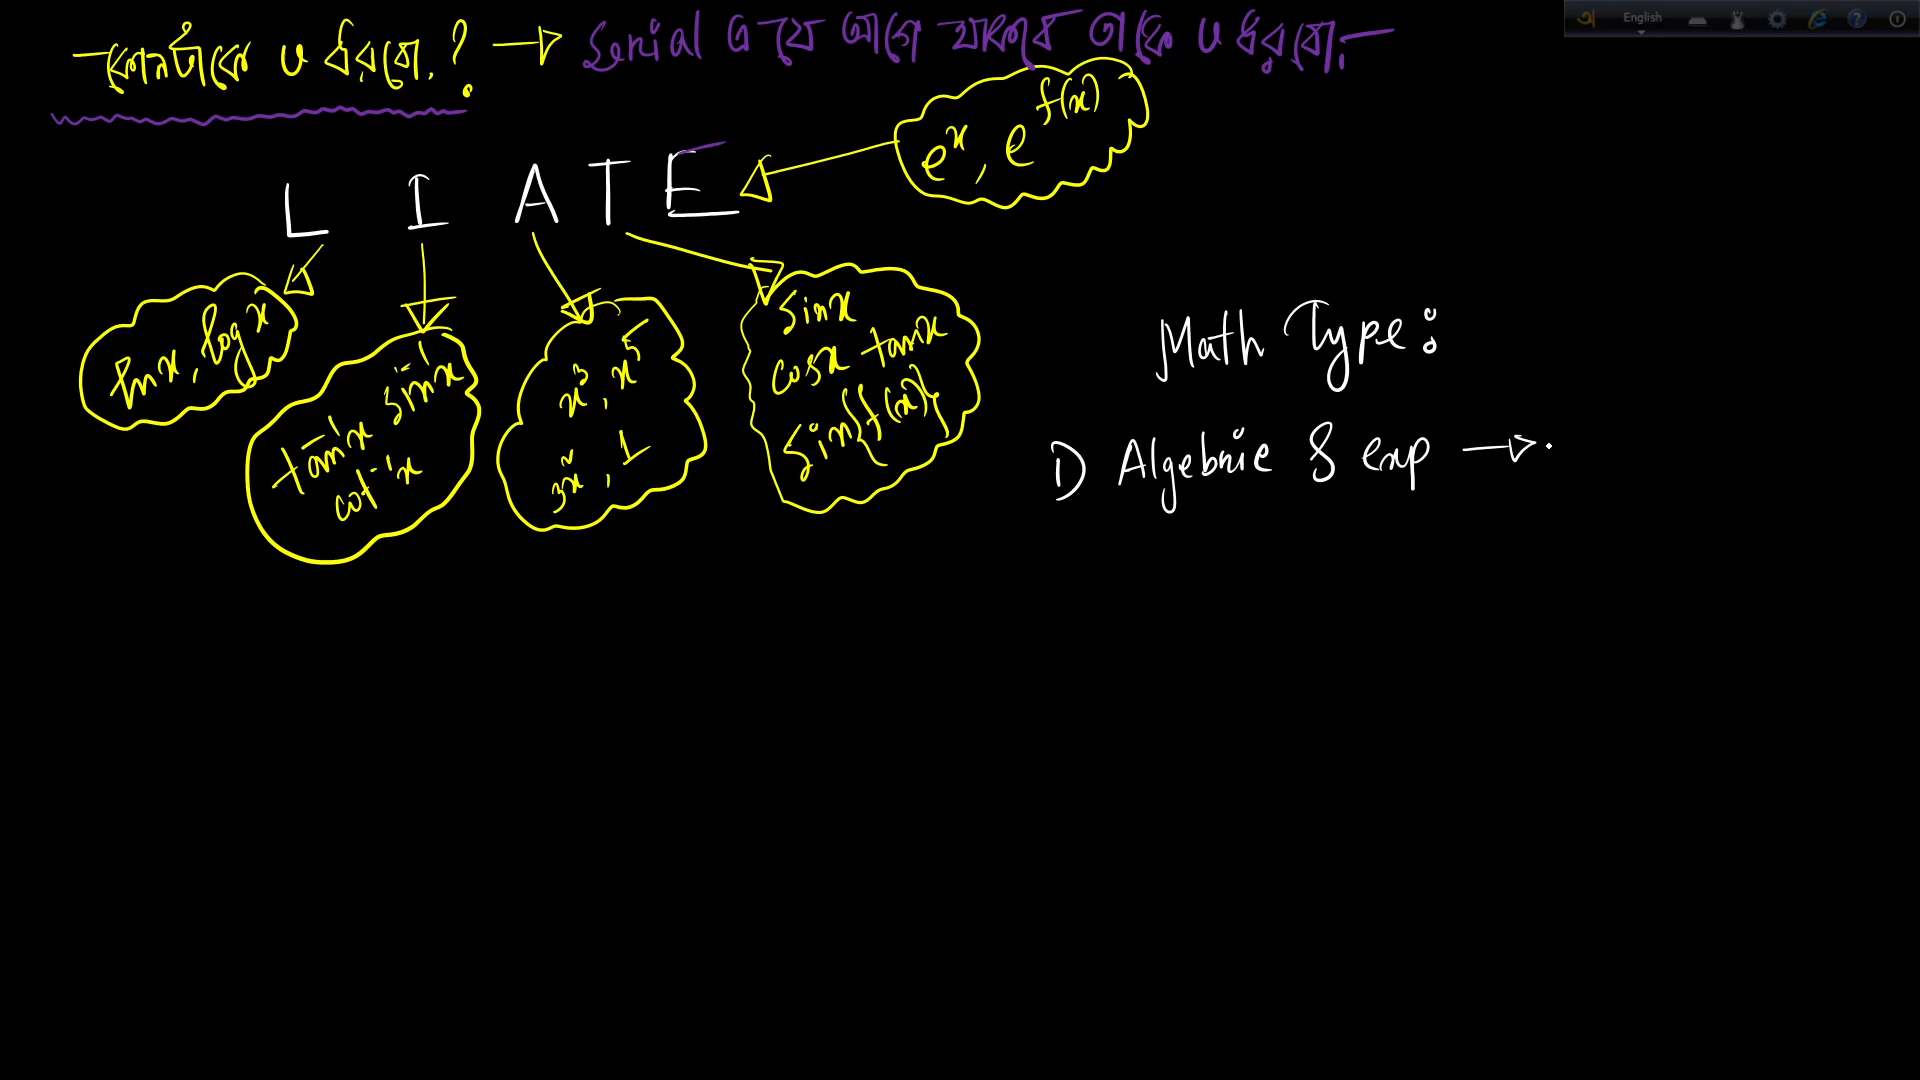 কোনটাকে u ধরবো.? → Serial এ যে আগে থাকবে তাকে u ধরবো।
English
e^x, e^f(x)
L I A T E
ln x, log x
tan⁻¹x sin⁻¹x
cot⁻¹x
x³, x⁵
3x², 1
sinx
cosx tanx
sin{f(x)}
Math Type:
1) Algebric & exp →